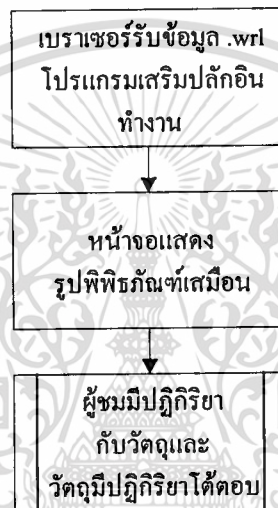 เบราเซอร์รับข้อมูล .wrl
โปรแกรมเสริมปลักอิน
ทำงาน
หน้าจอแสดง
รูปพิพิธภัณฑ์เสมือน
ผู้ชมมีปฏิกิริยา
กับวัตถุและ
วัตถุมีปฏิกิริยาโต้ตอบ